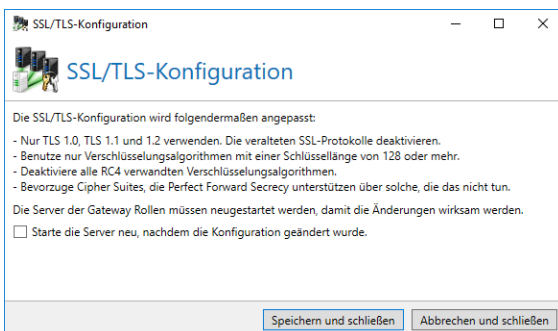 SSL/TLS-Konfiguration
SSL/TLS-Konfiguration
Die SSL/TLS-Konfiguration wird folgendermaßen angepasst:
- Nur TLS 1.0, TLS 1.1 und 1.2 verwenden. Die veralteten SSL-Protokolle deaktivieren.
- Benutze nur Verschlüsselungsalgorithmen mit einer Schlüssellänge von 128 oder mehr.
- Deaktiviere alle RC4 verwandten Verschlüsselungsalgorithmen.
- Bevorzuge Cipher Suites, die Perfect Forward Secrecy unterstützen über solche, die das nicht tun.
Die Server der Gateway Rollen müssen neugestartet werden, damit die Änderungen wirksam werden.
Starte die Server neu, nachdem die Konfiguration geändert wurde.
Speichern und schließen Abbrechen und schließen